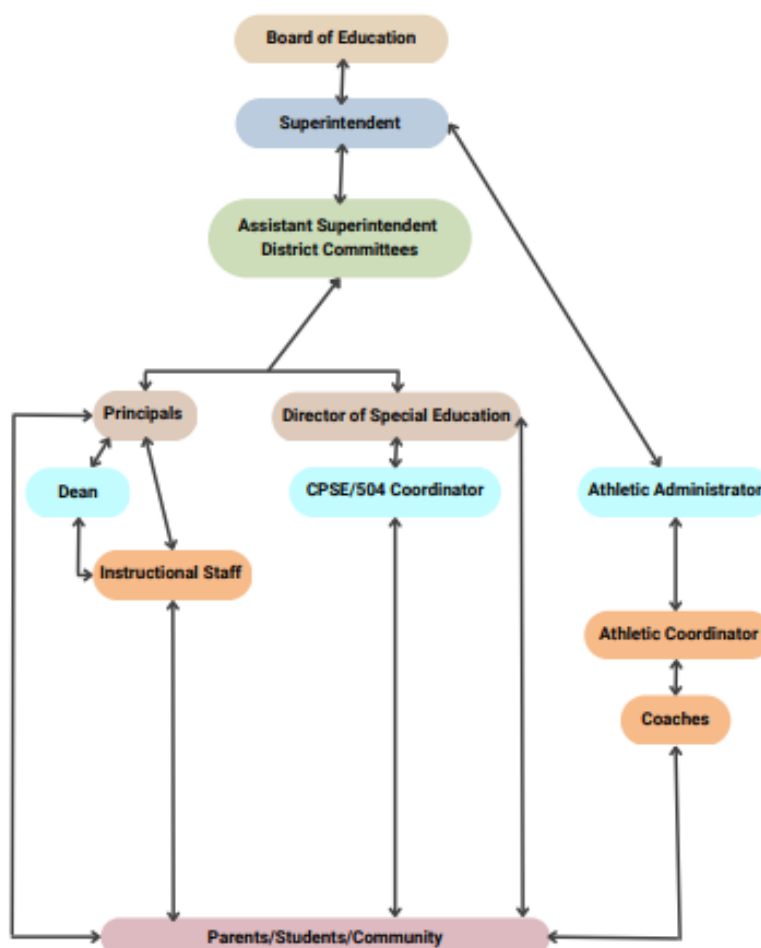 Board of Education
Superintendent
Assistant Superintendent
District Committees
Principals
Director of Special Education
Dean
CPSE/504 Coordinator
Athletic Administrator
Instructional Staff
Athletic Coordinator
Coaches
Parents/Students/Community